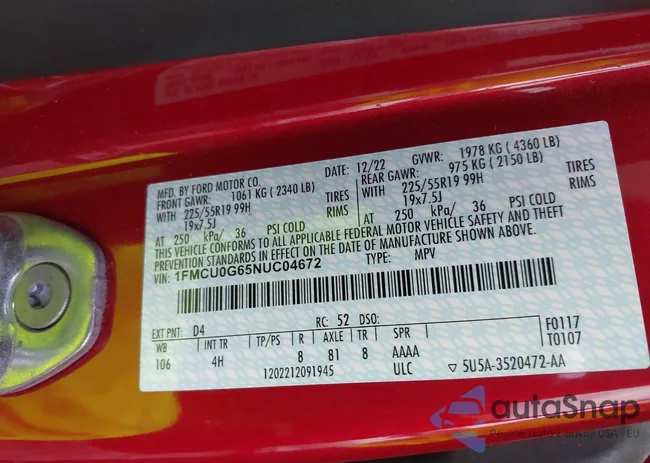 MFD. BY FORD MOTOR CO.
12/22 GVWR: 1978 KG ( 4360 LB)
FRONT GAWR: 1061 KG ( 2340 LB)
REAR GAWR: 975 KG ( 2150 LB)
WITH 225/55R19 99H TIRES
WITH 225/55R19 99H TIRES
19x7.5J RIMS
19x7.5J RIMS
AT 250 kPa/ 36 PSI COLD
AT 250 kPa/ 36 PSI COLD
THIS VEHICLE CONFORMS TO ALL APPLICABLE FEDERAL MOTOR VEHICLE SAFETY AND THEFT
PREVENTION STANDARDS IN EFFECT ON THE DATE OF MANUFACTURE SHOWN ABOVE.
VIN: 1FMCU0G65NUC04672 TYPE: MPV
EXT PNT: D4 RC: 52 DSO: F0117
WB INT TR TP/PS R AXLE TR SPR T0107
106 4H 8 81 8 AAAA
1202212091945 ULC ▽ 5U5A-3520472-AA
autaSnap